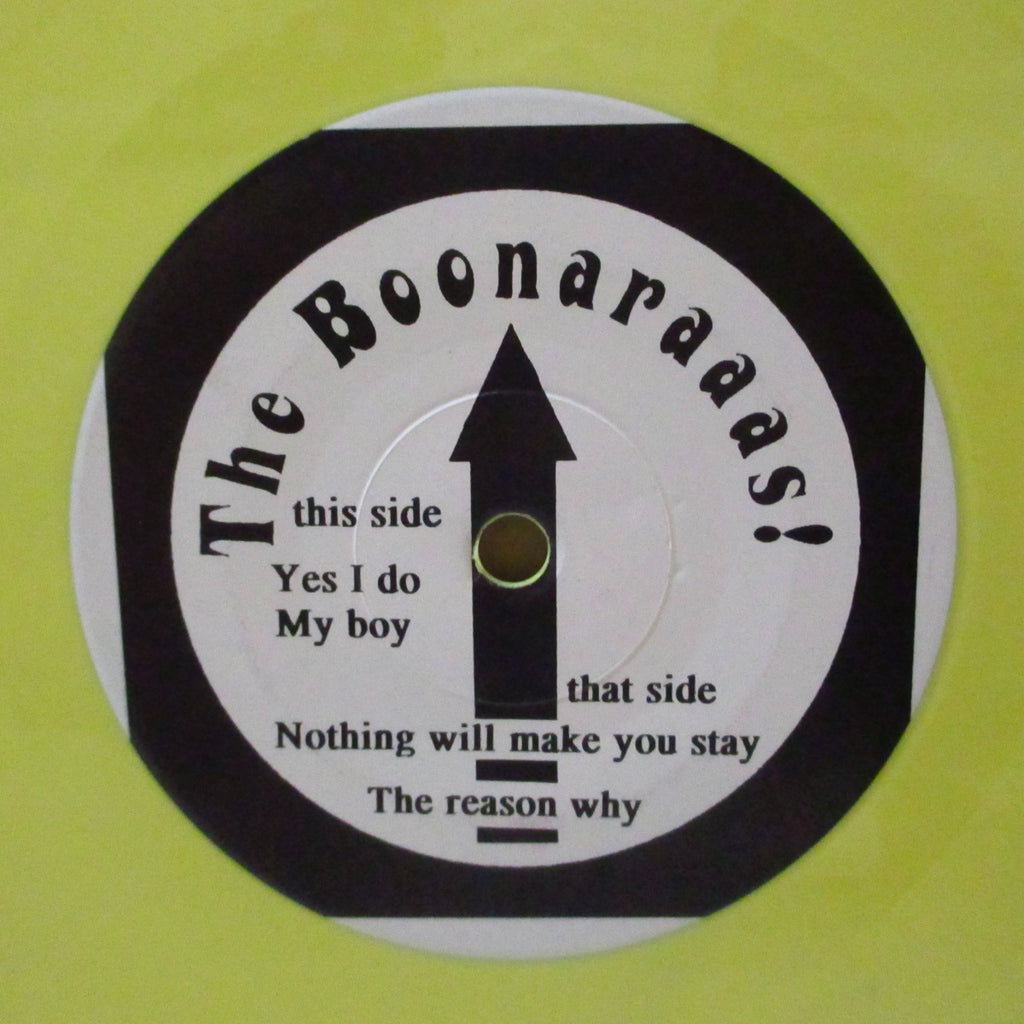 The Boonaraaas!
this side
Yes I do
My boy
that side
Nothing will make you stay
The reason why